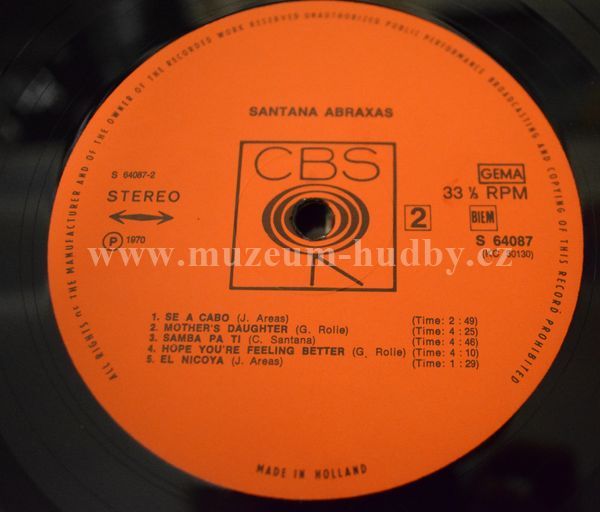 ALL RIGHTS OF THE MANUFACTURER AND OF THE OWNER OF THE RECORDED WORK RESERVED·UNAUTHORIZED PUBLIC PERFORMANCE BROADCASTING AND COPYING OF THIS RECORD PROHIBITED
SANTANA ABRAXAS
CBS
S 64087-2
STEREO
GEMA
33 ⅓ RPM
2
BIEM
P 1970
S 64087
(KC 30130)
www.muzeum-hudby.cz
1. SE A CABO (J. Areas) (Time: 2 : 49)
2. MOTHER'S DAUGHTER (G. Rolie) (Time: 4 : 25)
3. SAMBA PA TI (C. Santana) (Time: 4 : 46)
4. HOPE YOU'RE FEELING BETTER (G. Rolie) (Time: 4 : 10)
5. EL NICOYA (J. Areas) (Time: 1 : 29)
MADE IN HOLLAND